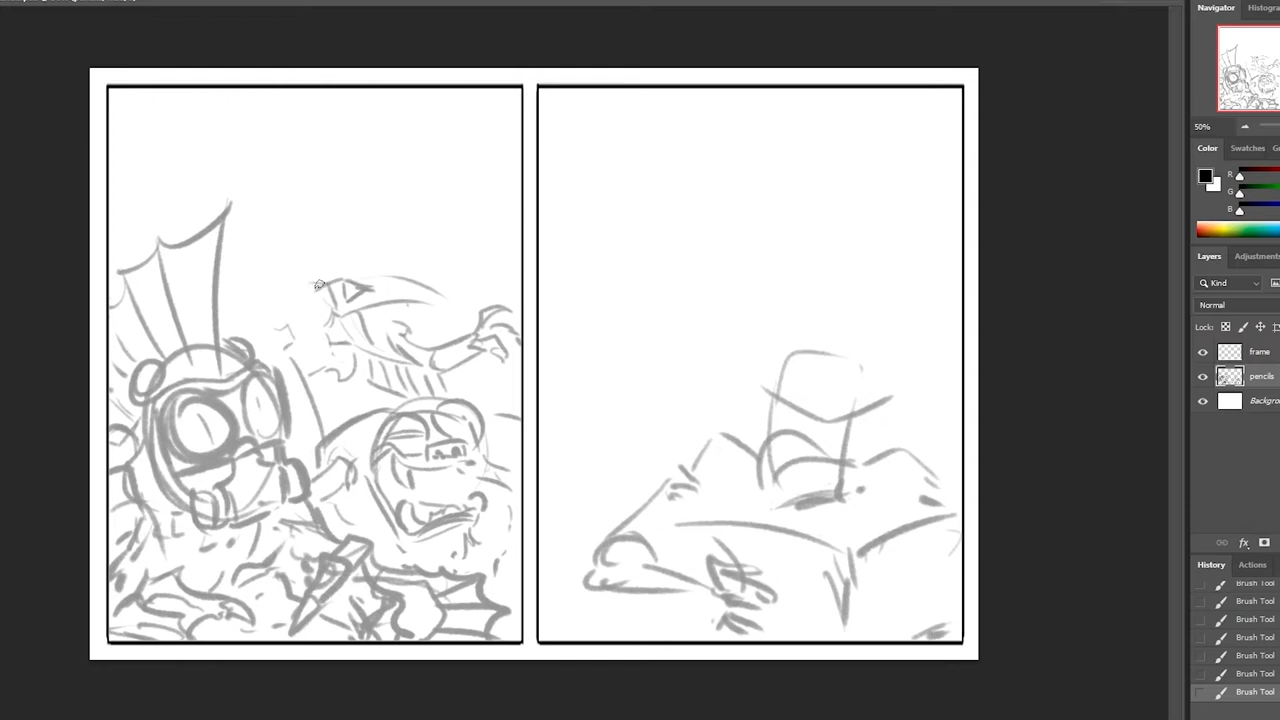 Navigator
50%
Color Swatches
R
G
B
Layers Adjustments
Kind
Normal
Lock:
frame
pencils
fx
History Actions
Brush Tool
Brush Tool
Brush Tool
Brush Tool
Brush Tool
Brush Tool
Brush Tool